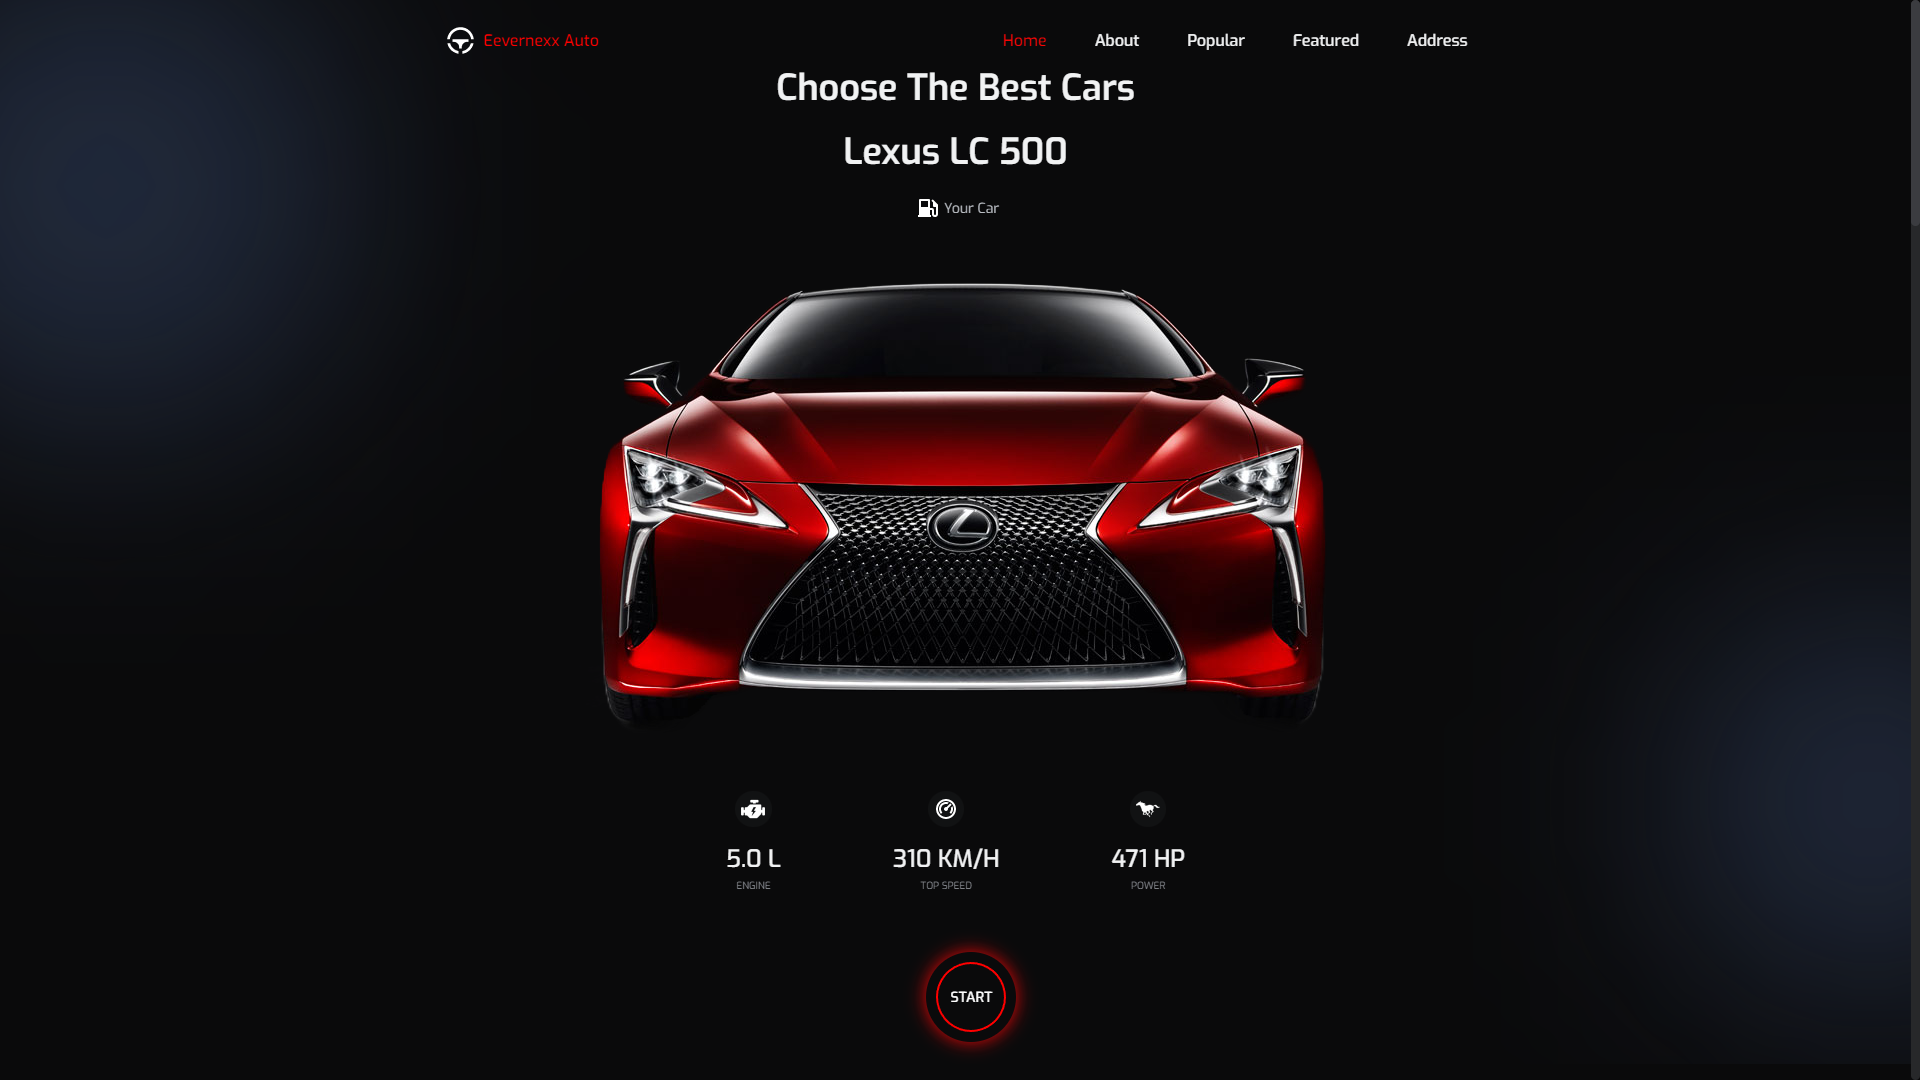 Eevernexx Auto
Home
About
Popular
Featured
Address
Choose The Best Cars
Lexus LC 500
Your Car
5.0 L
310 KM/H
471 HP
ENGINE
TOP SPEED
POWER
START